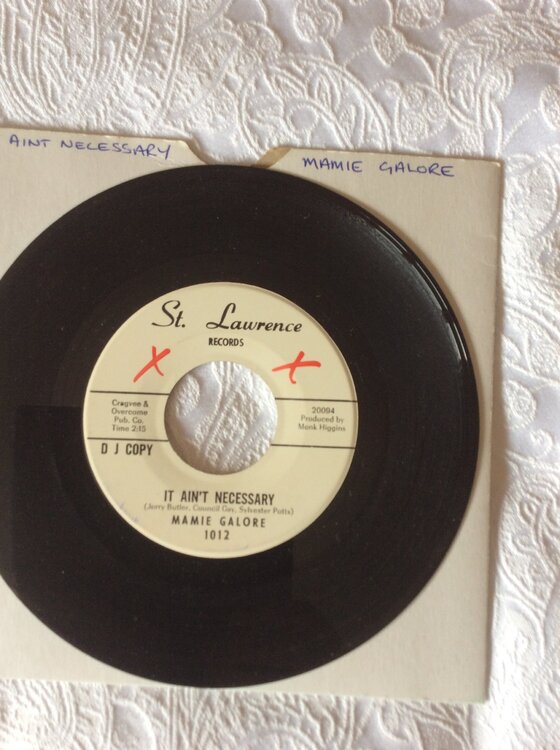 AINT NECESSARY
MAMIE GALORE
St. Lawrence
RECORDS
X X
Cragvee &
Overcome
Pub. Co.
Time 2:15
20094
Produced by
Monk Higgins
D J COPY
IT AIN'T NECESSARY
(Jerry Butler, Council Gay, Sylvester Potts)
MAMIE GALORE
1012